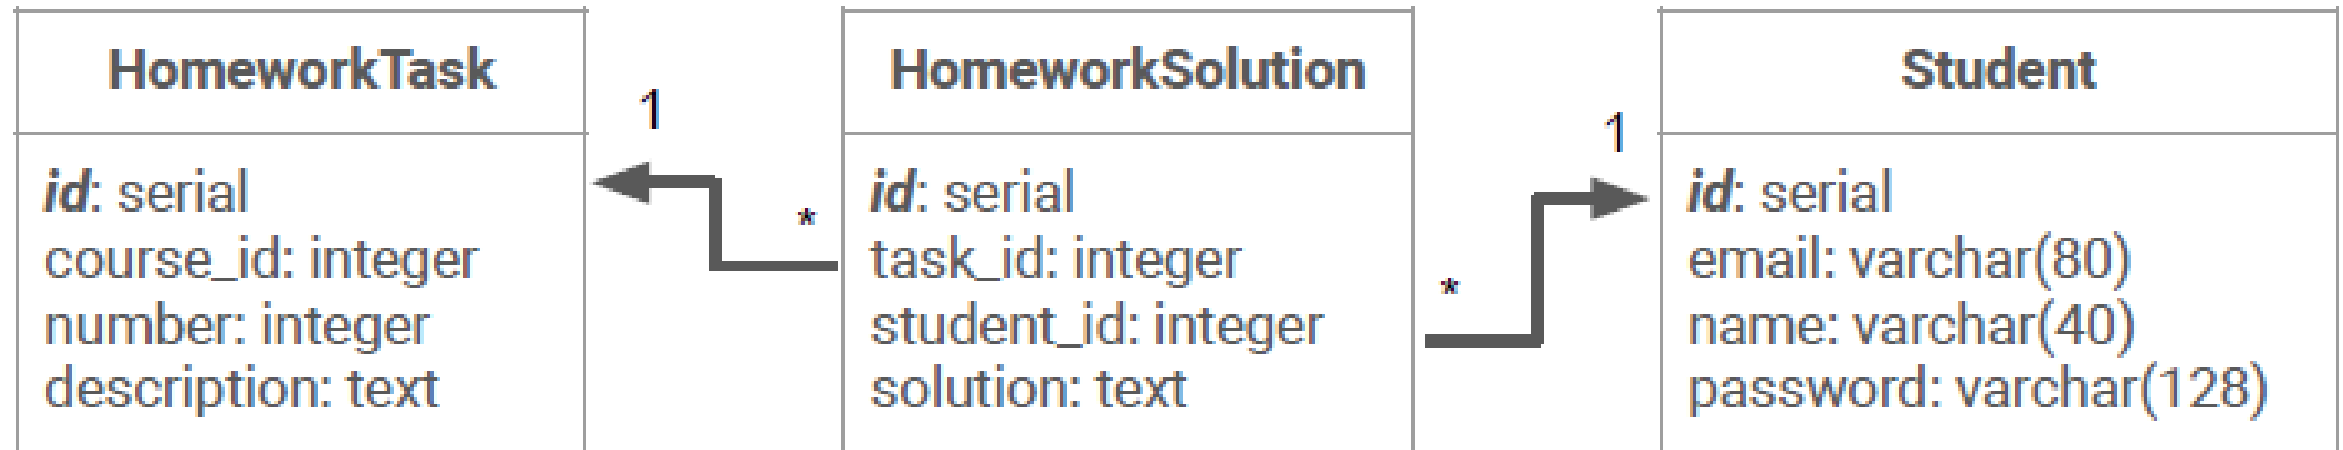 HomeworkTask
id: serial
course_id: integer
number: integer
description: text
1
*
HomeworkSolution
id: serial
task_id: integer
student_id: integer
solution: text
*
1
Student
id: serial
email: varchar(80)
name: varchar(40)
password: varchar(128)